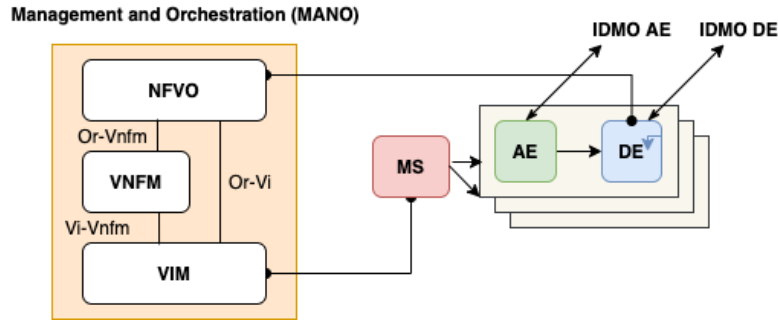 Management and Orchestration (MANO)
IDMO AE
IDMO DE
NFVO
Or-Vnfm
VNFM
Or-Vi
Vi-Vnfm
VIM
MS
AE
DE